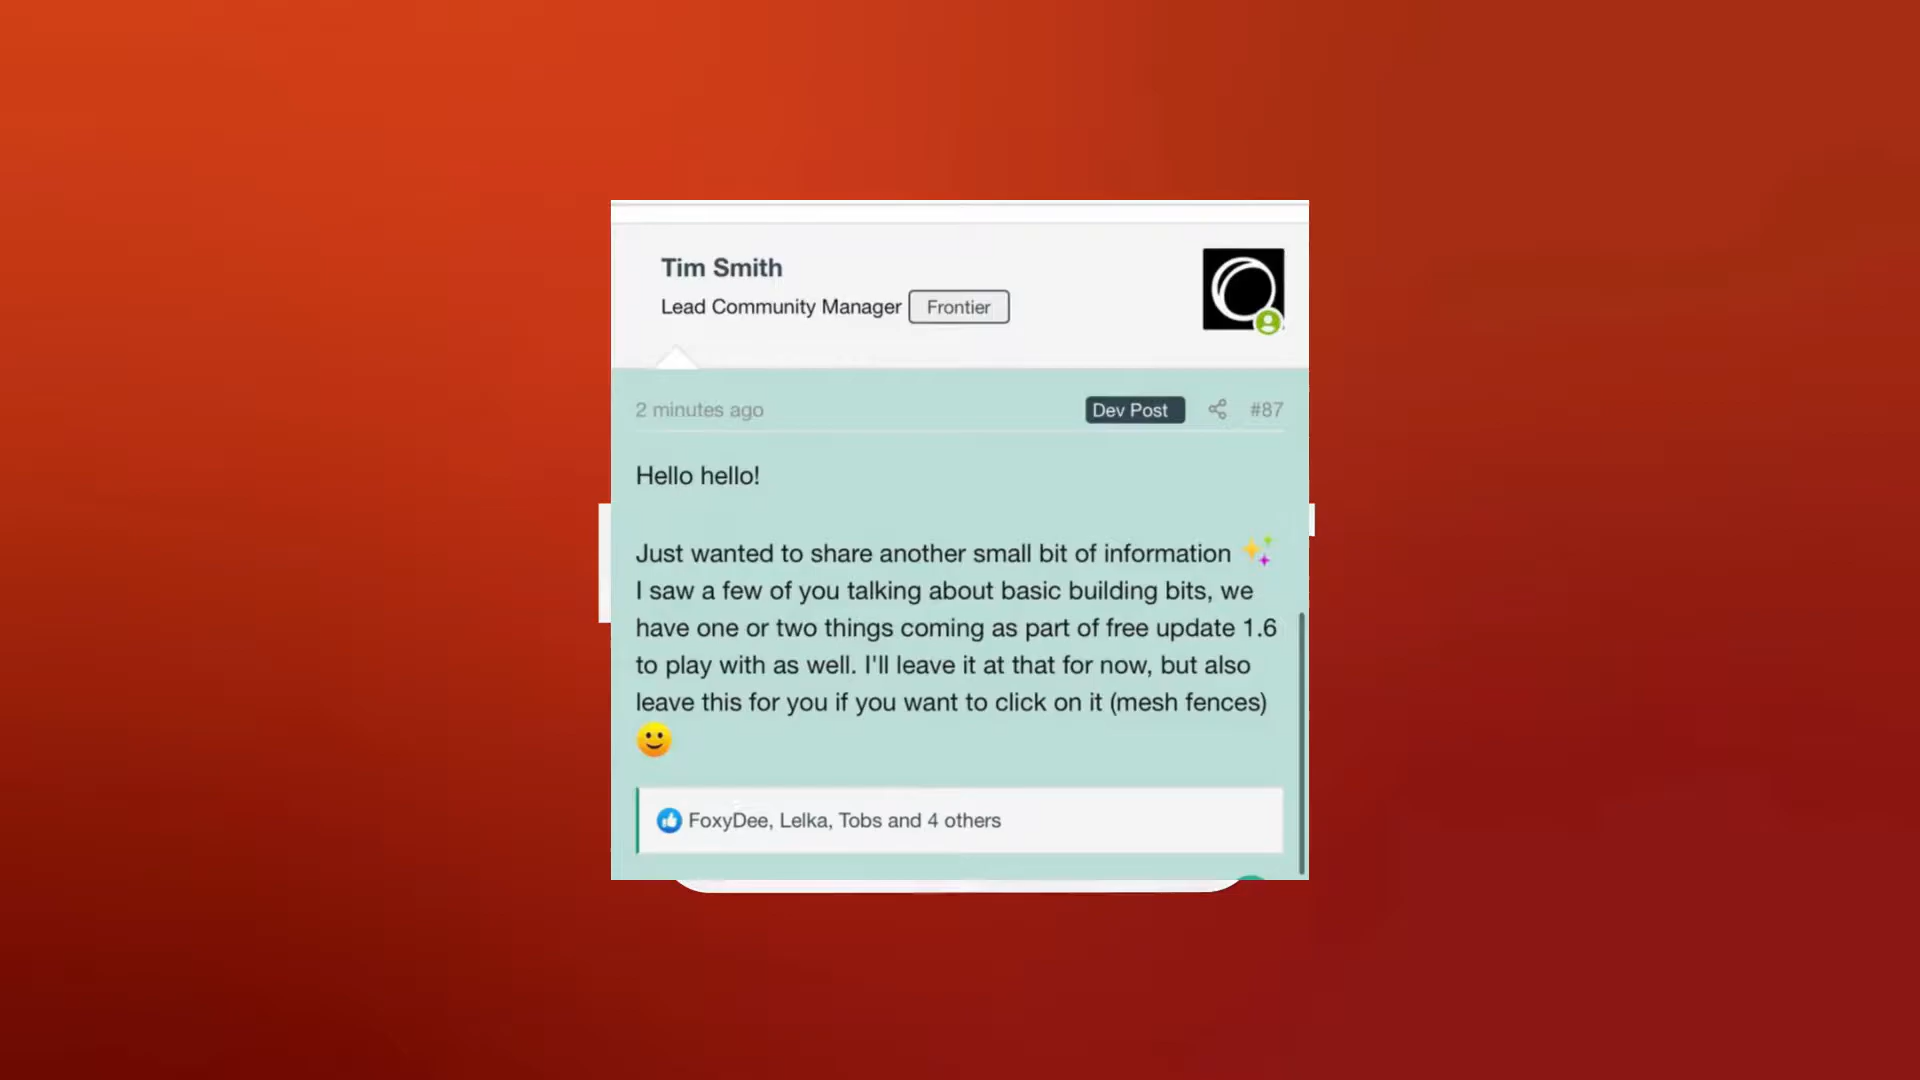 Tim Smith
Lead Community Manager Frontier
2 minutes ago Dev Post #87
Hello hello!
Just wanted to share another small bit of information ✨
I saw a few of you talking about basic building bits, we
have one or two things coming as part of free update 1.6
to play with as well. I'll leave it at that for now, but also
leave this for you if you want to click on it (mesh fences)
🙂
FoxyDee, Lelka, Tobs and 4 others